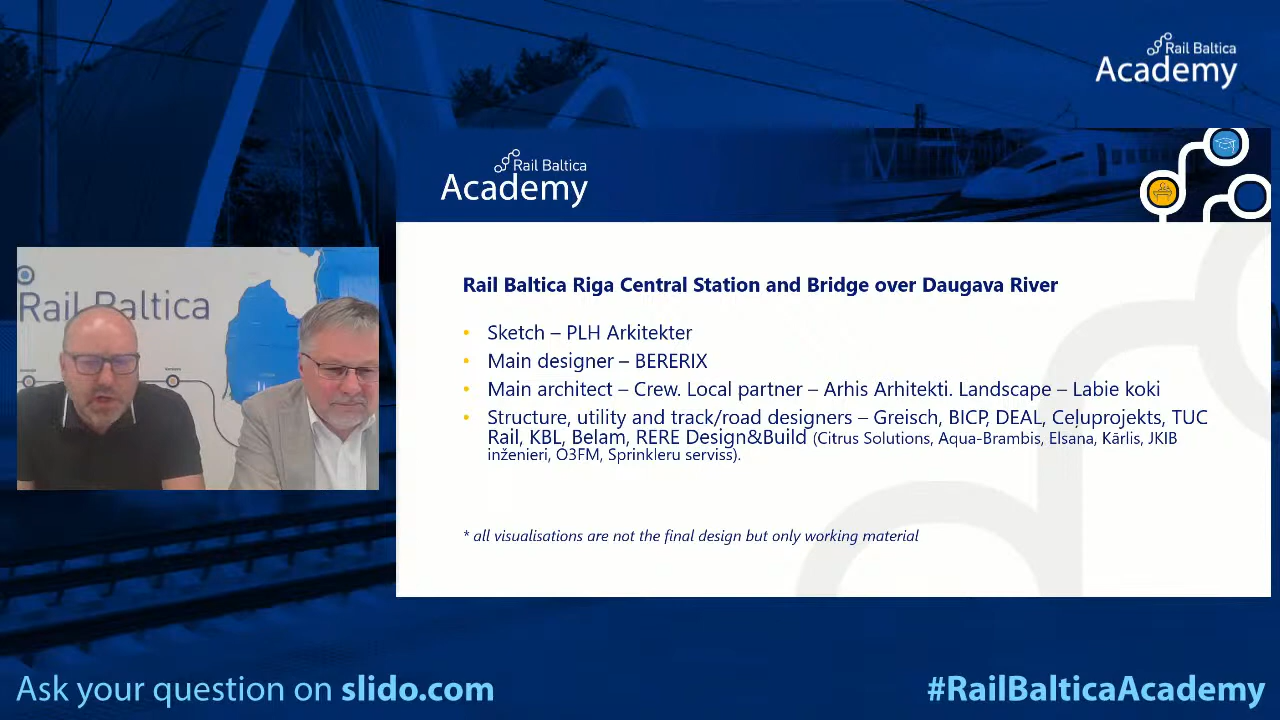 Rail Baltica
Academy
Rail Baltica
Academy
Rail Baltica
Rail Baltica Riga Central Station and Bridge over Daugava River
• Sketch – PLH Arkitekter
• Main designer – BERERIX
• Main architect – Crew. Local partner – Arhis Arhitekti. Landscape – Labie koki
• Structure, utility and track/road designers – Greisch, BICP, DEAL, Ceļuprojekts, TUC
Rail, KBL, Belam, RERE Design&Build (Citrus Solutions, Aqua-Brambis, Elsana, Kārlis, JKIB
inženieri, O3FM, Sprinkleru serviss).
* all visualisations are not the final design but only working material
Ask your question on slido.com
#RailBalticaAcademy